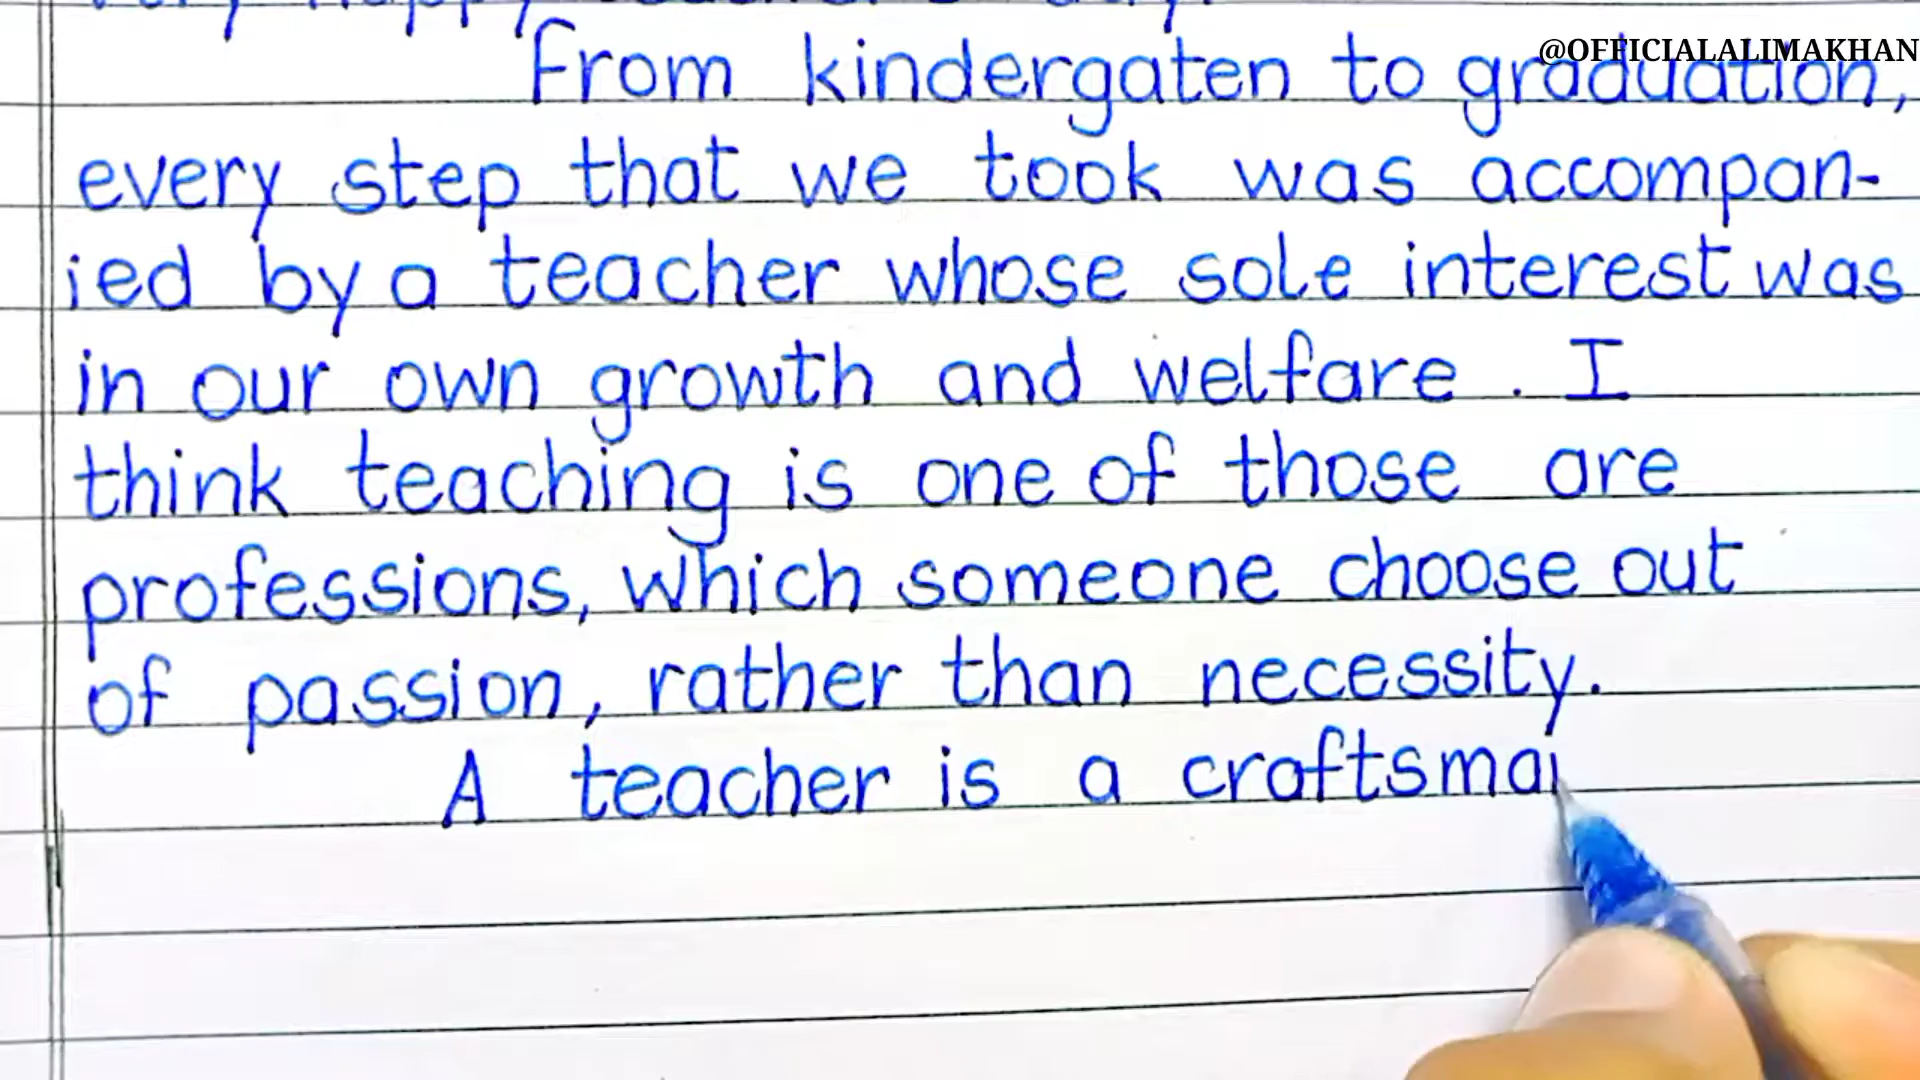 @OFFICIALALIMAKHAN
From kindergaten to graduation,
every step that we took was accompan-
ied by a teacher whose sole interest was
in our own growth and welfare. I
think teaching is one of those are
professions, which someone choose out
of passion, rather than necessity.
A teacher is a craftsma